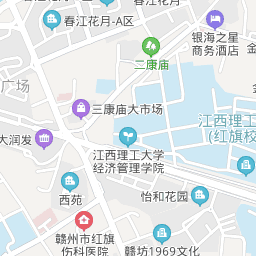 春江花月
春江花月-A区
银海之星
商务酒店
二康庙
广场
三康庙大市场
江西理工
(红旗校
大润发
江西理工大学
经济管理学院
西苑
怡和花园
赣州市红旗
伤科医院
赣坊1969文化